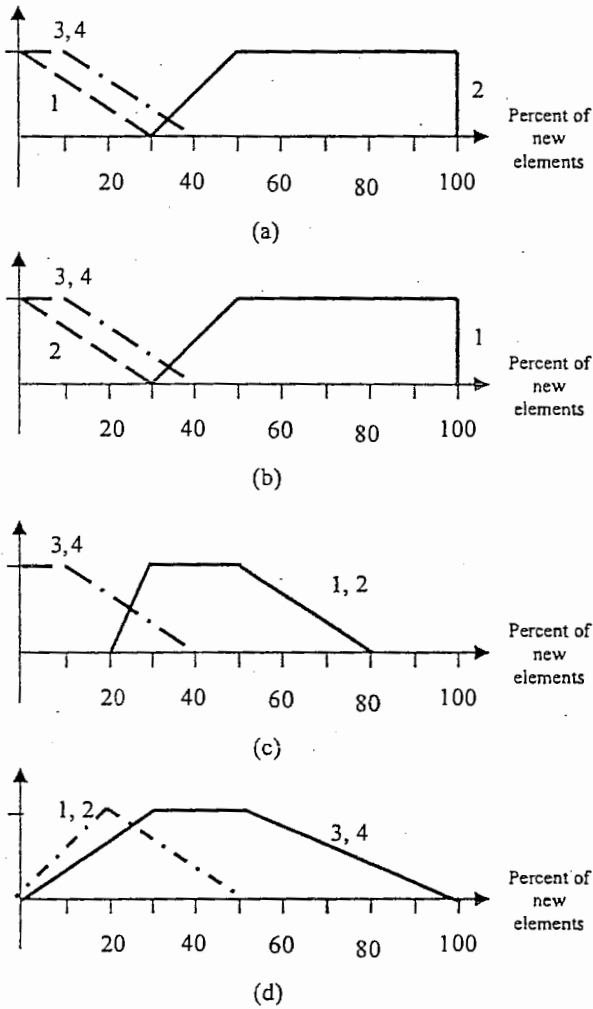 3, 4
1
2
Percent of
new
elements
20 40 60 80 100
(a)
3, 4
2
1
Percent of
new
elements
20 40 60 80 100
(b)
3,4
1, 2
Percent of
new
elements
20 40 60 80 100
(c)
1, 2
3, 4
Percent of
new
elements
20 40 60 80 100
(d)